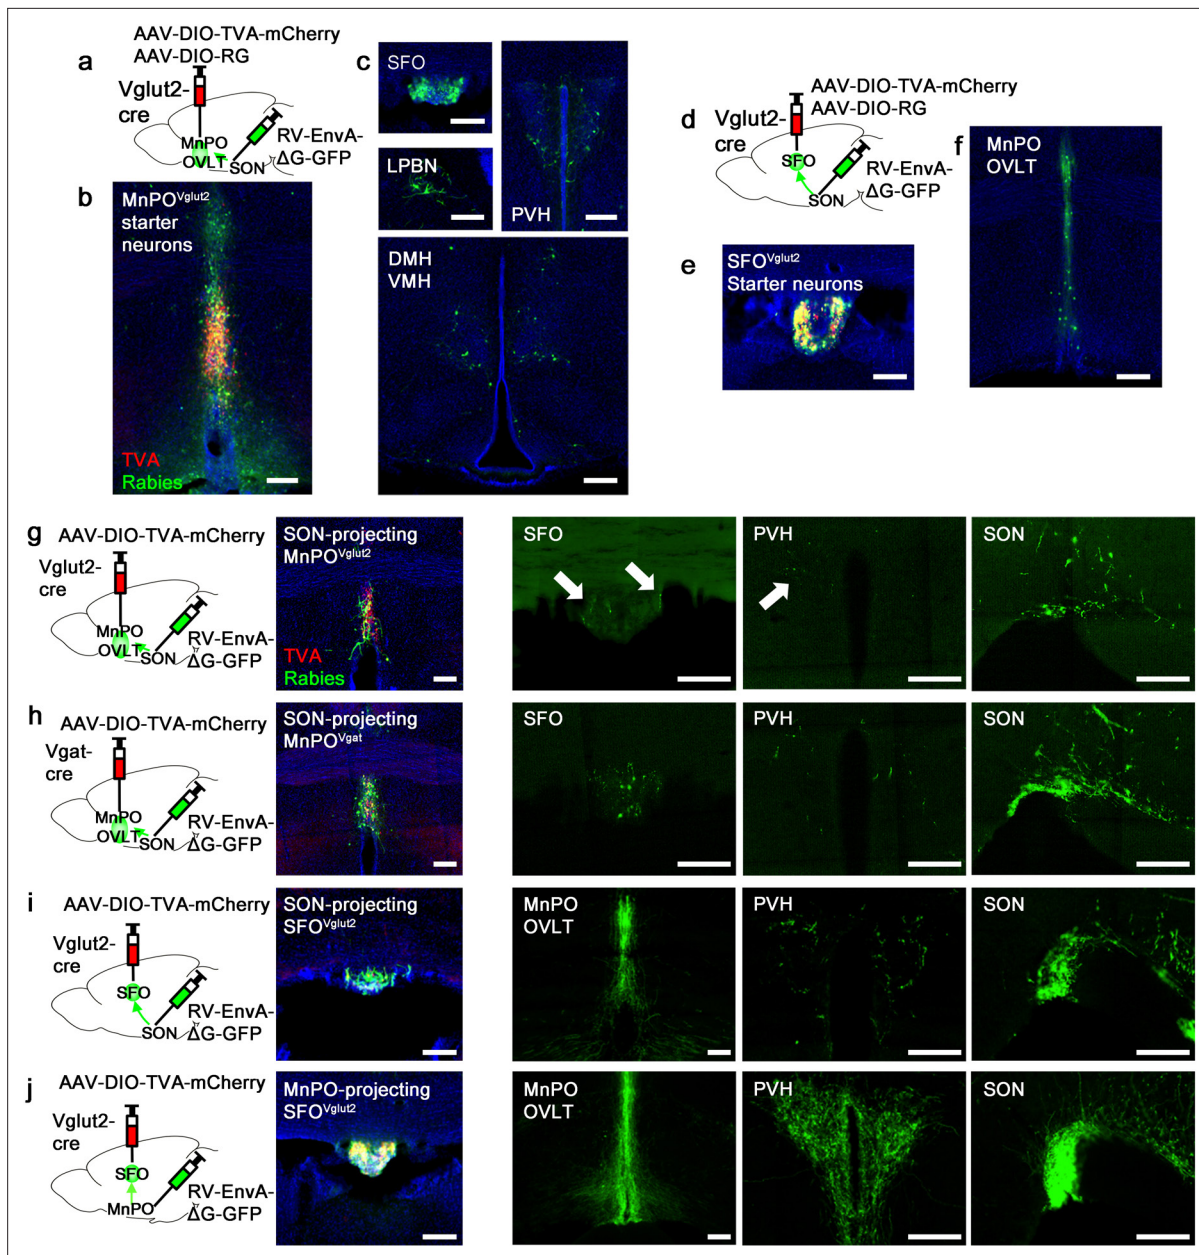 a
AAV-DIO-TVA-mCherry
AAV-DIO-RG
Vglut2-
cre
MnPO
OVLT
SON
RV-EnvA-
ΔG-GFP
b
MnPOVglut2
starter
neurons
TVA
Rabies
c
SFO
LPBN
PVH
DMH
VMH
d
AAV-DIO-TVA-mCherry
AAV-DIO-RG
Vglut2-
cre
SFO
SON
RV-EnvA-
ΔG-GFP
e
SFOVglut2
Starter neurons
f
MnPO
OVLT
g
AAV-DIO-TVA-mCherry
Vglut2-
cre
MnPO
OVLT
SON
RV-EnvA-
ΔG-GFP
SON-projecting
MnPOVglut2
TVA
Rabies
SFO
PVH
SON
h
AAV-DIO-TVA-mCherry
Vgat-
cre
MnPO
OVLT
SON
RV-EnvA-
ΔG-GFP
SON-projecting
MnPOVgat
SFO
PVH
SON
i
AAV-DIO-TVA-mCherry
Vglut2-
cre
SFO
SON
RV-EnvA-
ΔG-GFP
SON-projecting
SFOVglut2
MnPO
OVLT
PVH
SON
j
AAV-DIO-TVA-mCherry
Vglut2-
cre
SFO
MnPO
RV-EnvA-
ΔG-GFP
MnPO-projecting
SFOVglut2
MnPO
OVLT
PVH
SON